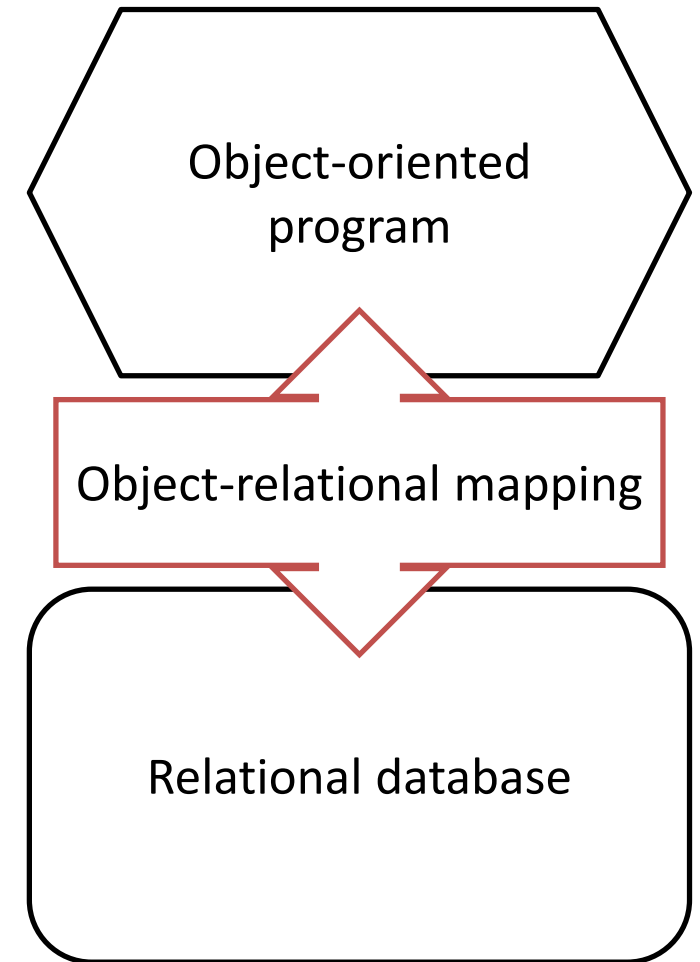 Object-oriented
program
Object-relational mapping
Relational database